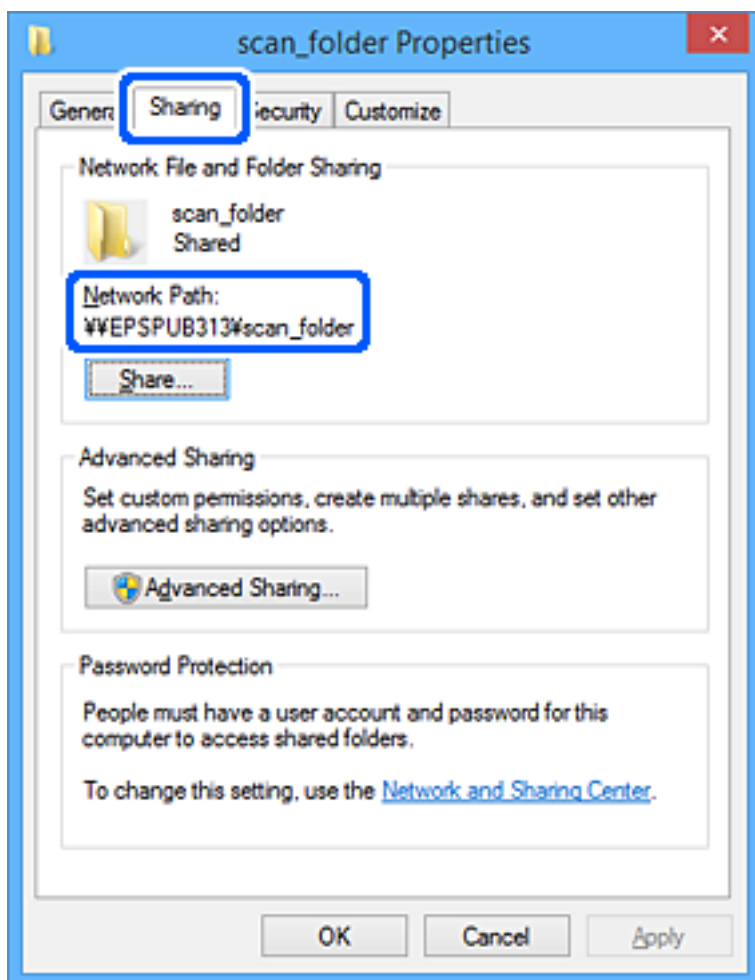 scan_folder Properties
General Sharing Security Customize
Network File and Folder Sharing
scan_folder
Shared
Network Path:
¥¥EPSPUB313¥scan_folder
Share...
Advanced Sharing
Set custom permissions, create multiple shares, and set other
advanced sharing options.
Advanced Sharing...
Password Protection
People must have a user account and password for this
computer to access shared folders.
To change this setting, use the Network and Sharing Center.
OK Cancel Apply